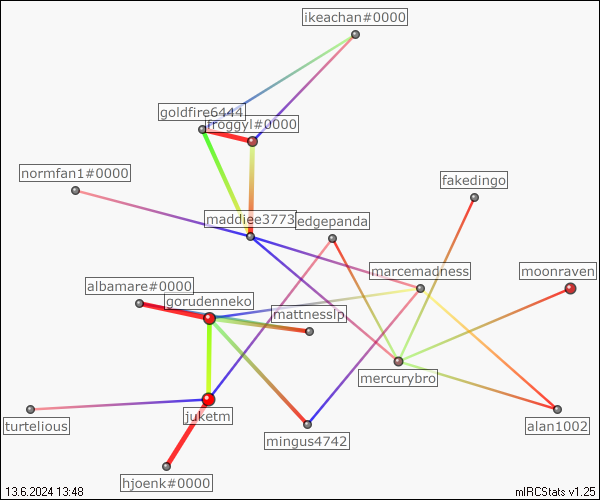 ikeachan#0000
goldfire6444
froggyl#0000
normfan1#0000
fakedingo
maddiee3773
edgepanda
marcemadness
moonraven
albamare#0000
gorudenneko
mattnesslp
mercurybro
turtelious
juketm
mingus4742
alan1002
hjoenk#0000
13.6.2024 13:48
mIRCStats v1.25